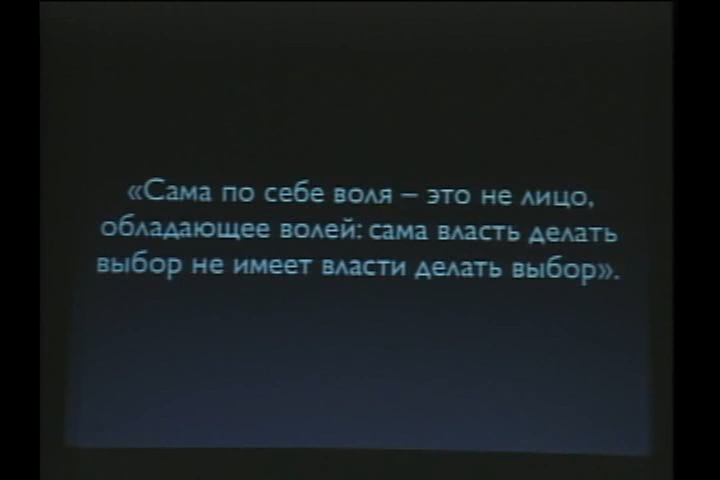 «Сама по себе воля – это не лицо,
обладающее волей: сама власть делать
выбор не имеет власти делать выбор».